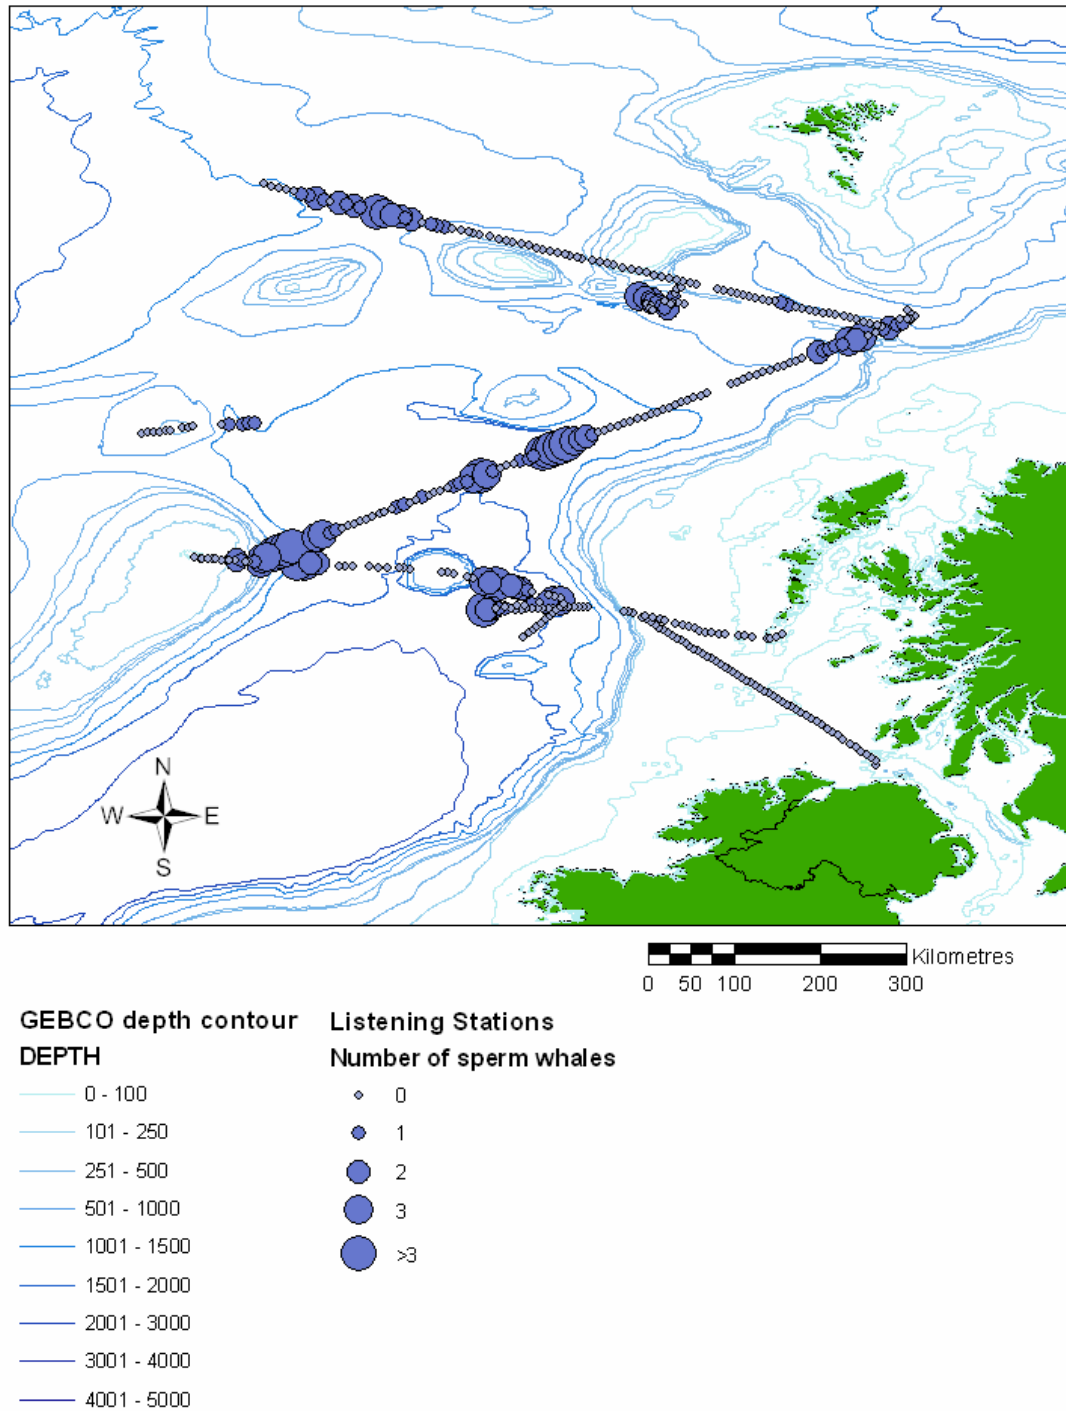 N
W E
S
Kilometres
0 50 100 200 300
GEBCO depth contour
DEPTH
0 - 100
101 - 250
251 - 500
501 - 1000
1001 - 1500
1501 - 2000
2001 - 3000
3001 - 4000
4001 - 5000
Listening Stations
Number of sperm whales
0
1
2
3
>3